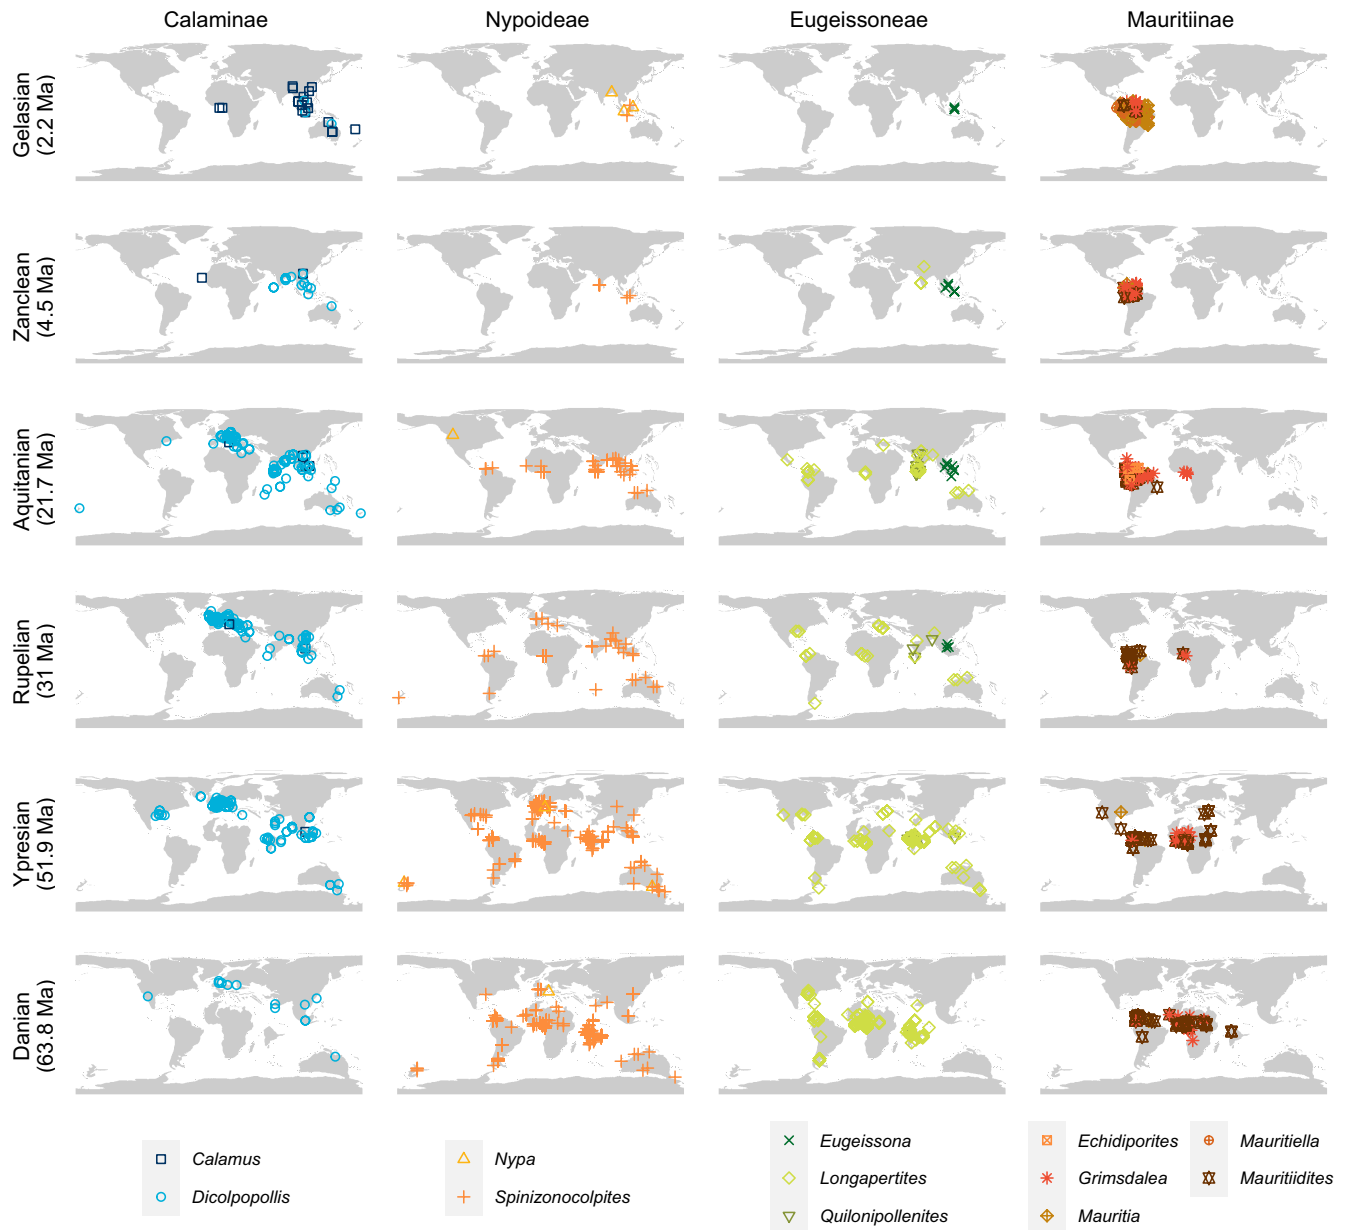 Calaminae
Nypoideae
Eugeissoneae
Mauritiinae
Gelasian
(2.2 Ma)
Zanclean
(4.5 Ma)
Aquitanian
(21.7 Ma)
Rupelian
(31 Ma)
Ypresian
(51.9 Ma)
Danian
(63.8 Ma)
Calamus
Dicolpopollis
Nypa
Spinizonocolpites
Eugeissona
Longapertites
Quilonipollenites
Echidiporites
Grimsdalea
Mauritia
Mauritiella
Mauritiidites